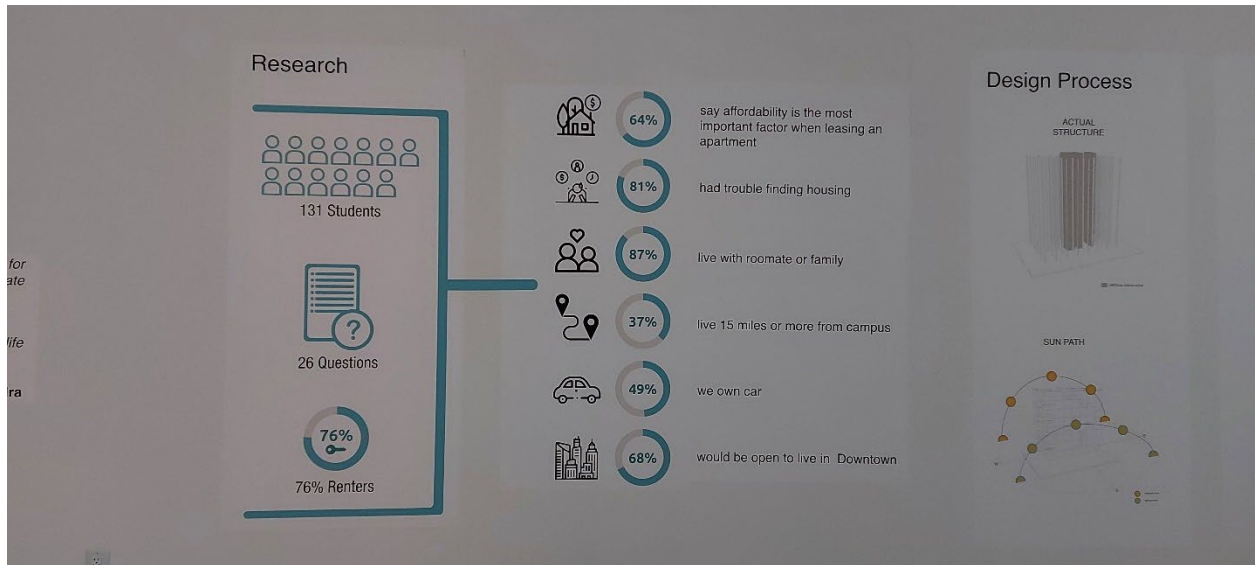 for
ate
life
ra
Research
131 Students
?
26 Questions
76%
76% Renters
$
64%
say affordability is the most
important factor when leasing an
apartment
$
81%
had trouble finding housing
87%
live with roomate or family
37%
live 15 miles or more from campus
49%
we own car
68%
would be open to live in Downtown
Design Process
ACTUAL
STRUCTURE
SUN PATH